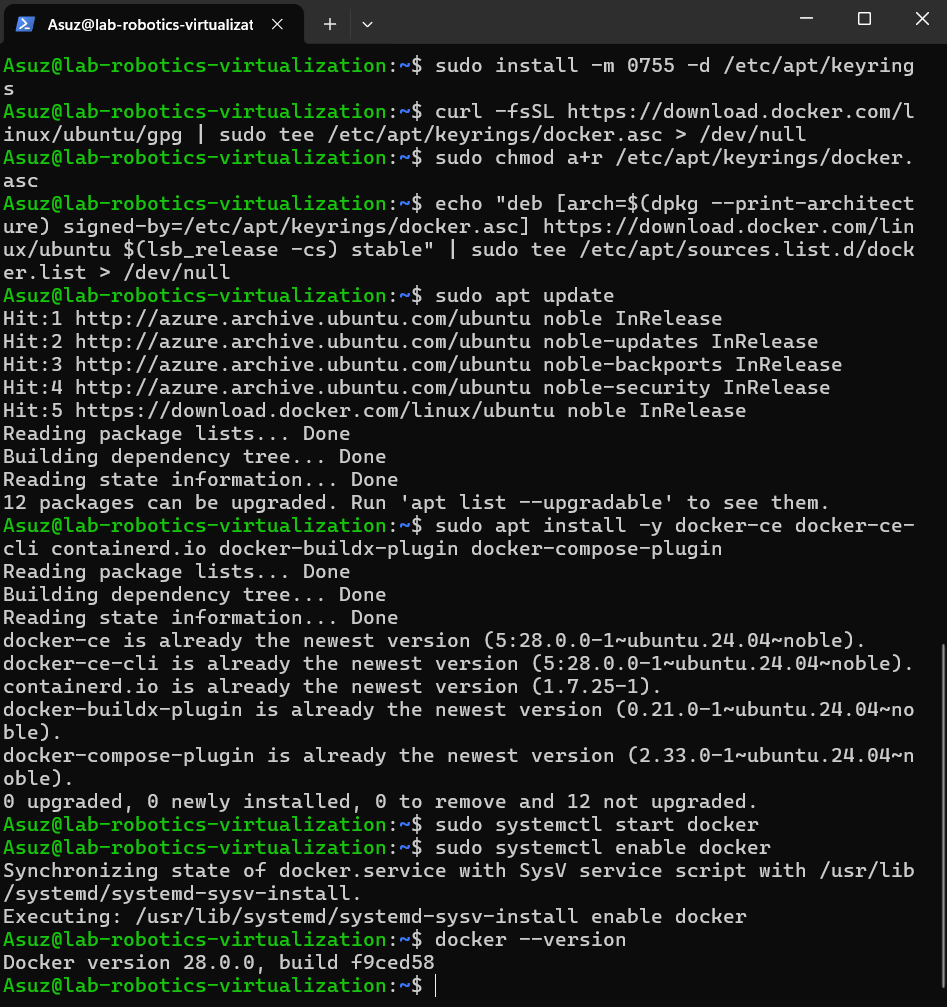 Asuz@lab-robotics-virtualizat
Asuz@lab-robotics-virtualization:~$ sudo install -m 0755 -d /etc/apt/keyring
s
Asuz@lab-robotics-virtualization:~$ curl -fsSL https://download.docker.com/l
inux/ubuntu/gpg | sudo tee /etc/apt/keyrings/docker.asc > /dev/null
Asuz@lab-robotics-virtualization:~$ sudo chmod a+r /etc/apt/keyrings/docker.
asc
Asuz@lab-robotics-virtualization:~$ echo "deb [arch=$(dpkg --print-architect
ure) signed-by=/etc/apt/keyrings/docker.asc] https://download.docker.com/lin
ux/ubuntu $(lsb_release -cs) stable" | sudo tee /etc/apt/sources.list.d/dock
er.list > /dev/null
Asuz@lab-robotics-virtualization:~$ sudo apt update
Hit:1 http://azure.archive.ubuntu.com/ubuntu noble InRelease
Hit:2 http://azure.archive.ubuntu.com/ubuntu noble-updates InRelease
Hit:3 http://azure.archive.ubuntu.com/ubuntu noble-backports InRelease
Hit:4 http://azure.archive.ubuntu.com/ubuntu noble-security InRelease
Hit:5 https://download.docker.com/linux/ubuntu noble InRelease
Reading package lists... Done
Building dependency tree... Done
Reading state information... Done
12 packages can be upgraded. Run 'apt list --upgradable' to see them.
Asuz@lab-robotics-virtualization:~$ sudo apt install -y docker-ce docker-ce-
cli containerd.io docker-buildx-plugin docker-compose-plugin
Reading package lists... Done
Building dependency tree... Done
Reading state information... Done
docker-ce is already the newest version (5:28.0.0-1~ubuntu.24.04~noble).
docker-ce-cli is already the newest version (5:28.0.0-1~ubuntu.24.04~noble).
containerd.io is already the newest version (1.7.25-1).
docker-buildx-plugin is already the newest version (0.21.0-1~ubuntu.24.04~no
ble).
docker-compose-plugin is already the newest version (2.33.0-1~ubuntu.24.04~n
oble).
0 upgraded, 0 newly installed, 0 to remove and 12 not upgraded.
Asuz@lab-robotics-virtualization:~$ sudo systemctl start docker
Asuz@lab-robotics-virtualization:~$ sudo systemctl enable docker
Synchronizing state of docker.service with SysV service script with /usr/lib
/systemd/systemd-sysv-install.
Executing: /usr/lib/systemd/systemd-sysv-install enable docker
Asuz@lab-robotics-virtualization:~$ docker --version
Docker version 28.0.0, build f9ced58
Asuz@lab-robotics-virtualization:~$